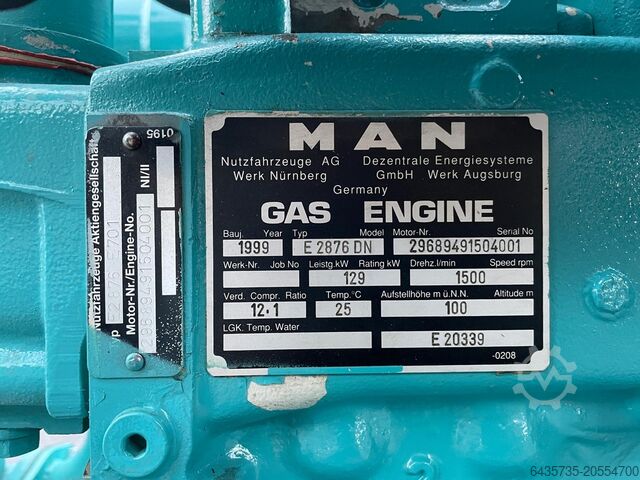 MAN
Nutzfahrzeuge AG Dezentrale Energiesysteme
Werk Nürnberg GmbH Werk Augsburg
Germany
GAS ENGINE
Bauj. Year Typ Model Motor-Nr. Serial No
1999 E 2876 DN 29689491504001
Werk-Nr. Job No Leistg.kW Rating kW Drehz.l/min Speed rpm
129 1500
Verd. Compr. Ratio Temp.°C Aufstellhöhe m ü.N.N. Altitude m
12:1 25 100
LGK. Temp. Water
E 20339
-0208
Nutzfahrzeuge Aktiengesellschaft
E701
Motor-Nr./Engine-No. NI/II
0195
6435735-20554700